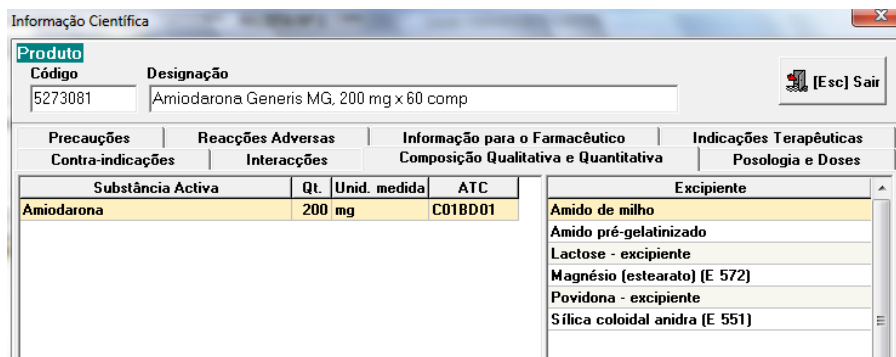 Informação Científica
Produto
Código Designação
5273081 Amiodarona Generis MG, 200 mg x 60 comp
[Esc] Sair
Precauções Reacções Adversas Informação para o Farmacêutico Indicações Terapêuticas
Contra-indicações Interacções Composição Qualitativa e Quantitativa Posologia e Doses
Substância Activa Qt. Unid. medida ATC Excipiente
Amiodarona 200 mg C01BD01 Amido de milho
Amido pré-gelatinizado
Lactose - excipiente
Magnésio (estearato) (E 572)
Povidona - excipiente
Sílica coloidal anidra (E 551)